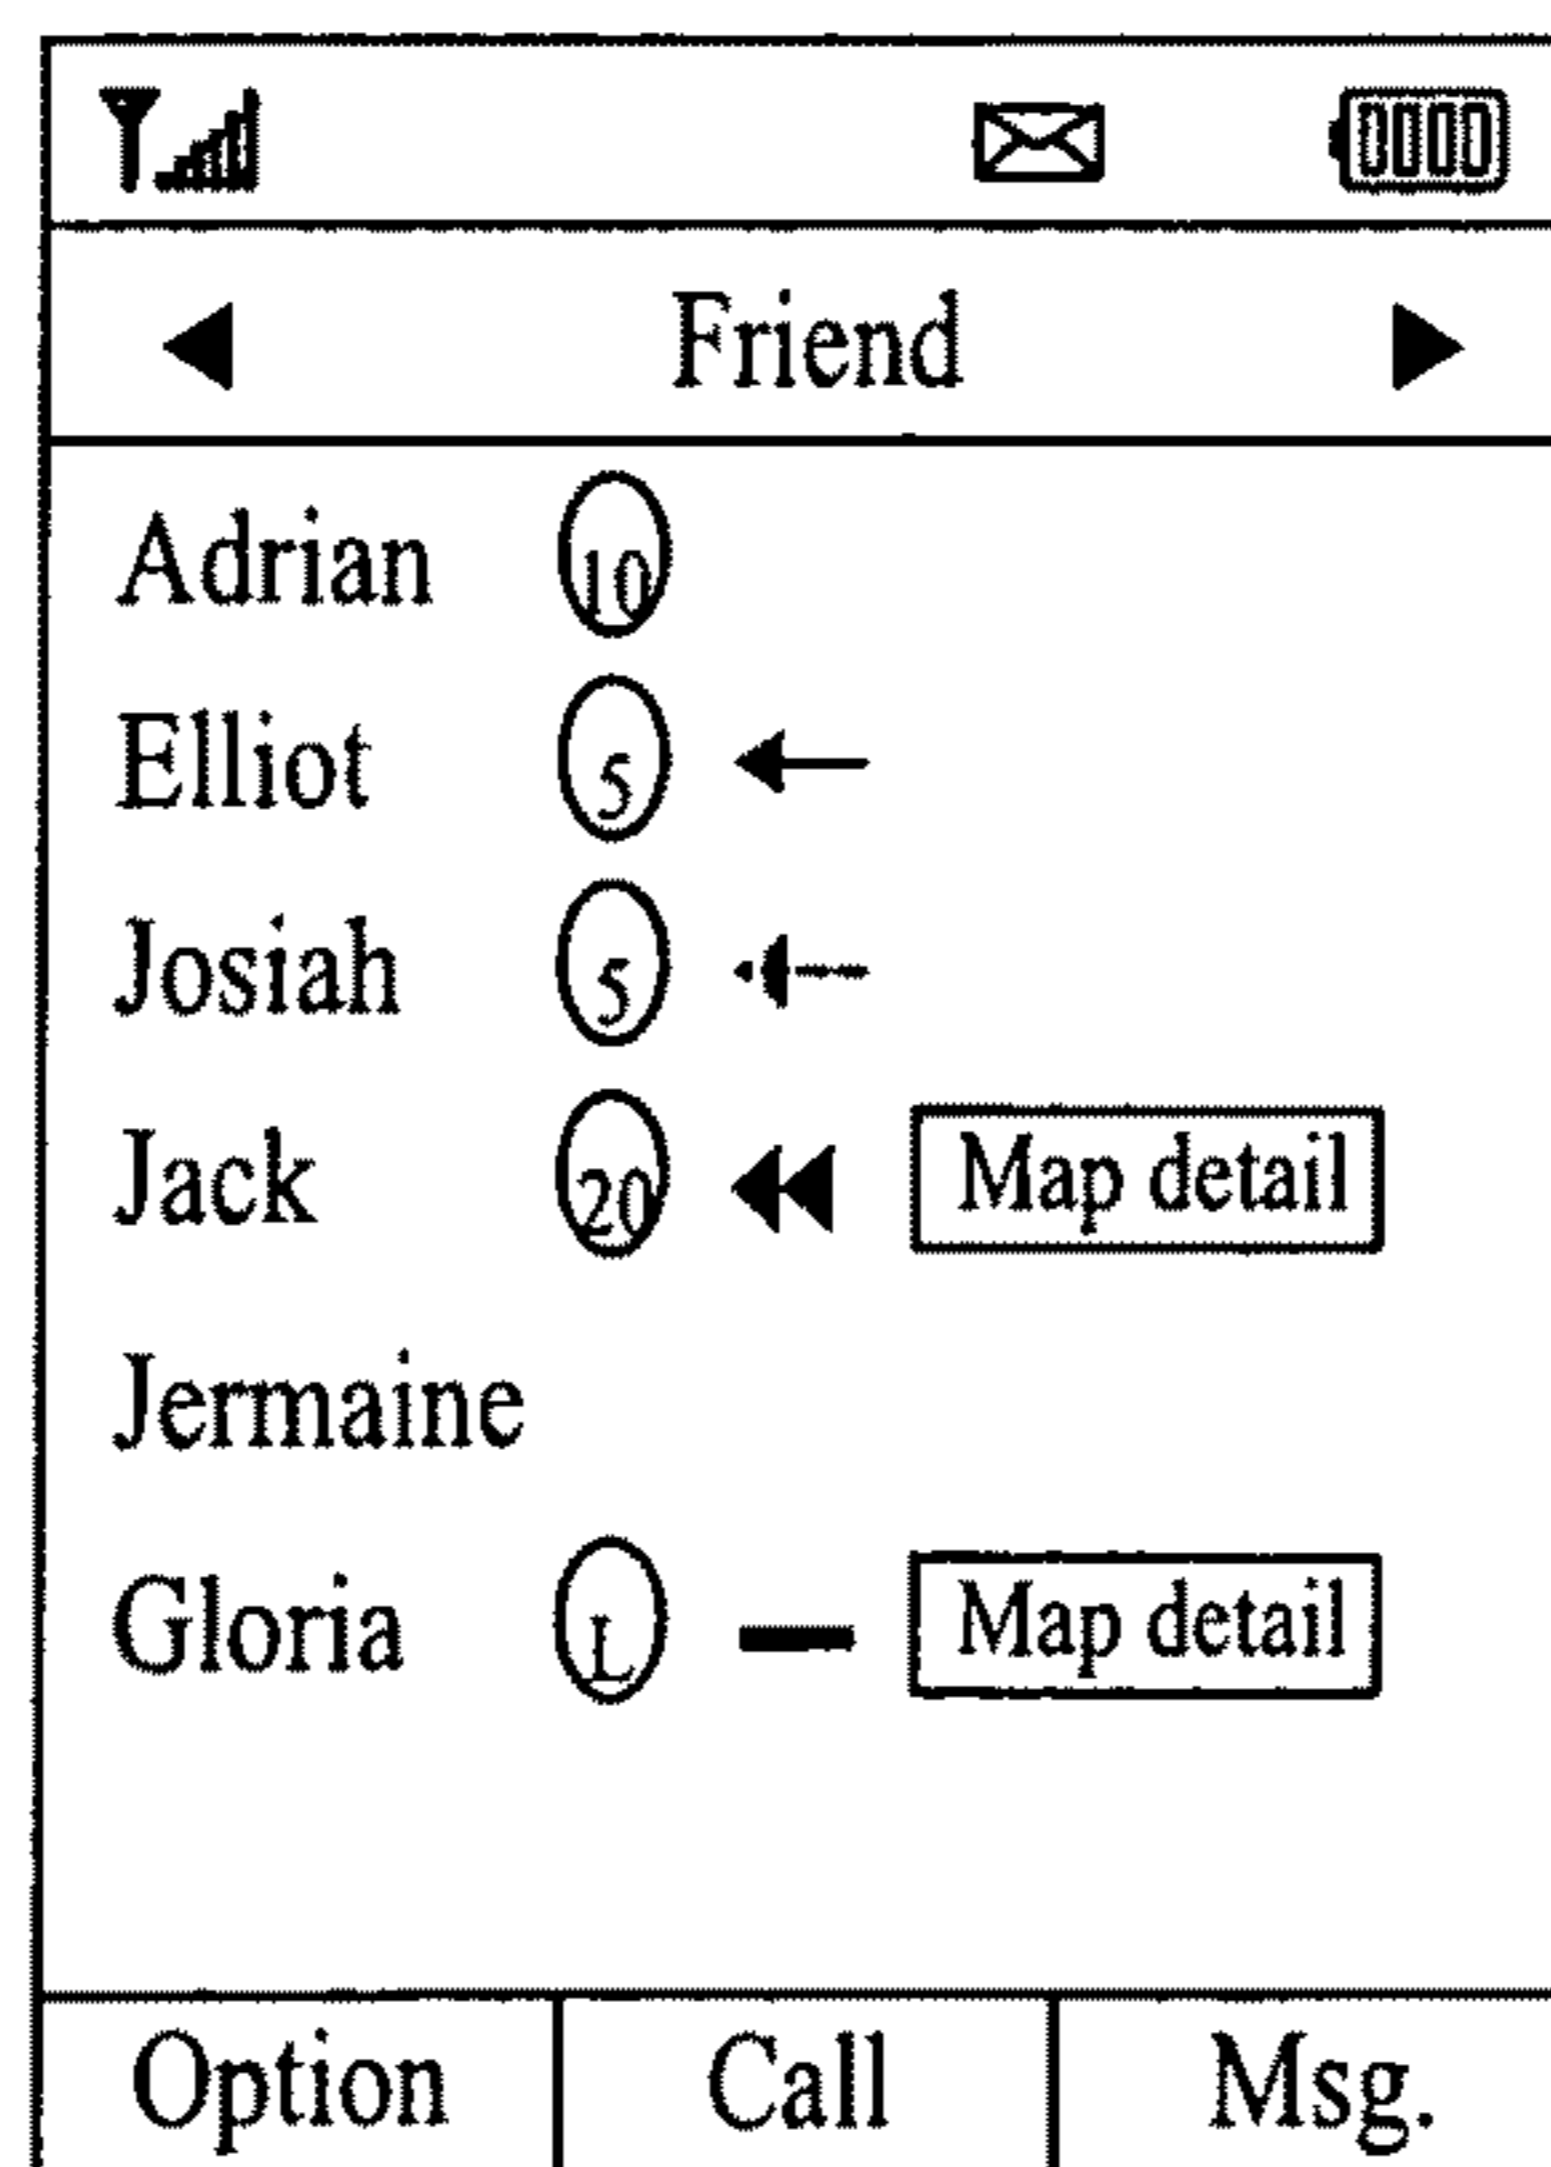 Friend
Adrian 10
Elliot 5
Josiah 5
Jack 20 Map detail
Jermaine
Gloria L Map detail
Option Call Msg.